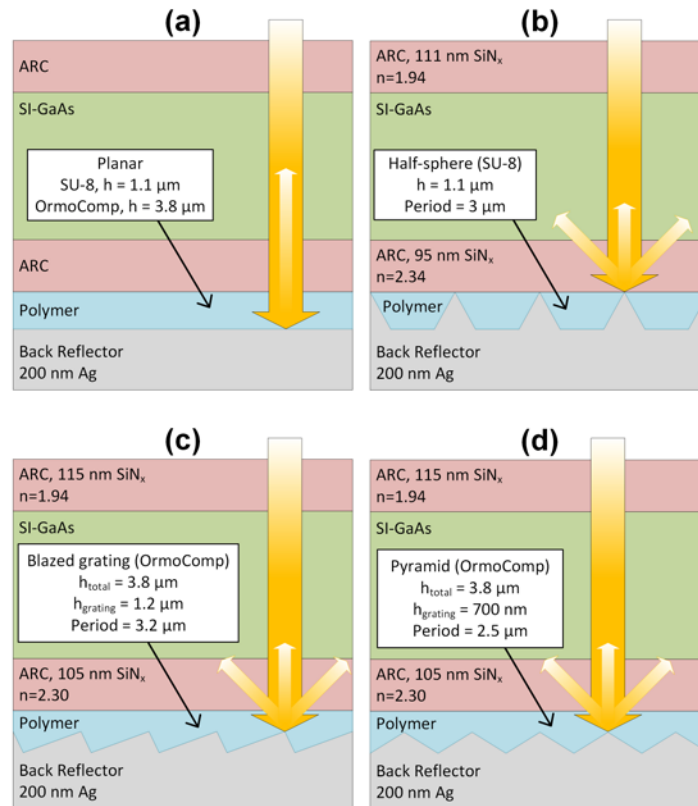 (a)
ARC
SI-GaAs
Planar
SU-8, h = 1.1 µm
OrmoComp, h = 3.8 µm
ARC
Polymer
Back Reflector
200 nm Ag
(b)
ARC, 111 nm SiNₓ
n=1.94
SI-GaAs
Half-sphere (SU-8)
h = 1.1 µm
Period = 3 µm
ARC, 95 nm SiNₓ
n=2.34
Polymer
Back Reflector
200 nm Ag
(c)
ARC, 115 nm SiNₓ
n=1.94
SI-GaAs
Blazed grating (OrmoComp)
h_total = 3.8 µm
h_grating = 1.2 µm
Period = 3.2 µm
ARC, 105 nm SiNₓ
n=2.30
Polymer
Back Reflector
200 nm Ag
(d)
ARC, 115 nm SiNₓ
n=1.94
SI-GaAs
Pyramid (OrmoComp)
h_total = 3.8 µm
h_grating = 700 nm
Period = 2.5 µm
ARC, 105 nm SiNₓ
n=2.30
Polymer
Back Reflector
200 nm Ag